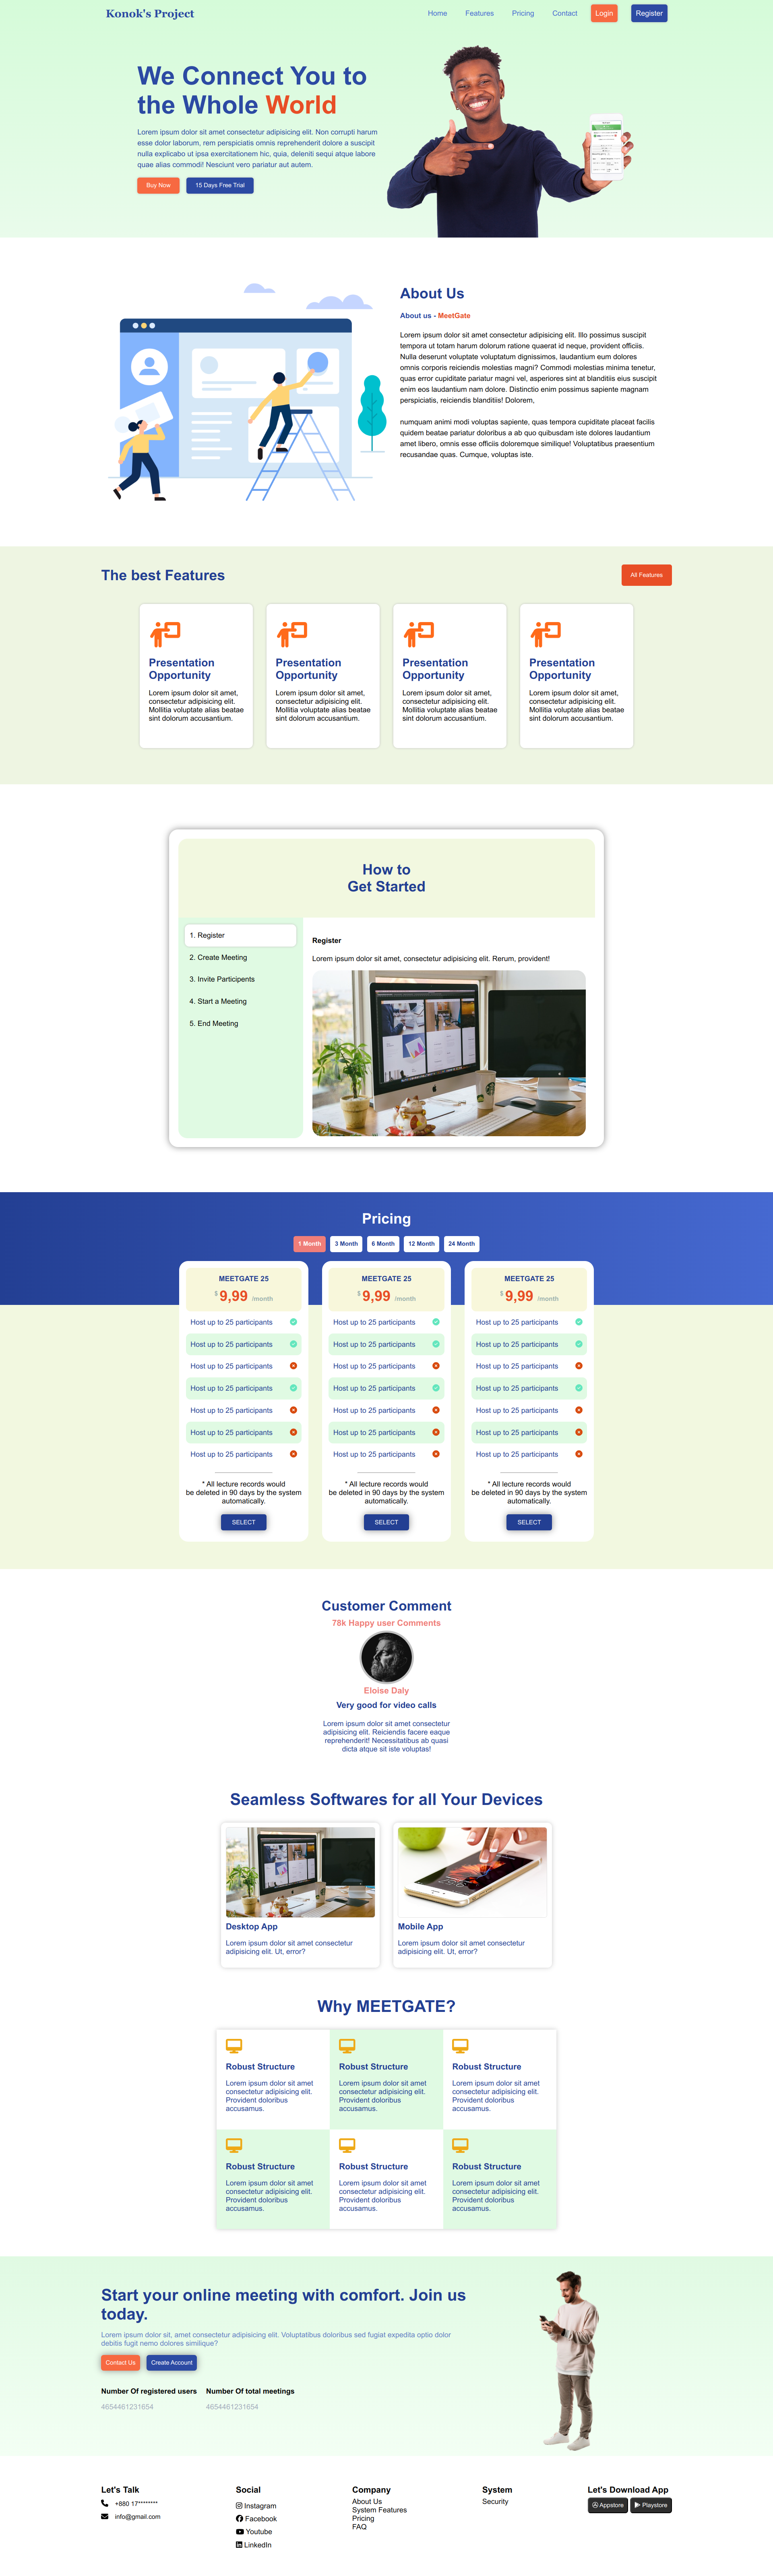 Konok's Project
Home
Features
Pricing
Contact
Login
Register
We Connect You to
the Whole World
Lorem ipsum dolor sit amet consectetur adipisicing elit. Non corrupti harum
esse dolor laborum, rem perspiciatis omnis reprehenderit dolore a suscipit
nulla explicabo ut ipsa exercitationem hic, quia, deleniti sequi atque labore
quae alias commodi! Nesciunt vero pariatur aut autem.
Buy Now
15 Days Free Trial
About Us
About us - MeetGate
Lorem ipsum dolor sit amet consectetur adipisicing elit. Illo possimus suscipit
tempora ut totam harum dolorum ratione quaerat id neque, provident officiis.
Nulla deserunt voluptate voluptatum dignissimos, laudantium eum dolores
omnis corporis reiciendis molestias magni? Commodi molestias minima tenetur,
quas error cupiditate pariatur magni vel, asperiores sint at blanditiis eius suscipit
enim eos laudantium nam dolore. Distinctio enim possimus sapiente magnam
perspiciatis, reiciendis blanditiis! Dolorem,
numquam animi modi voluptas sapiente, quas tempora cupiditate placeat facilis
quidem beatae pariatur doloribus a ab quo quibusdam iste dolores laudantium
amet libero, omnis esse officiis doloremque similique! Voluptatibus praesentium
recusandae quas. Cumque, voluptas iste.
The best Features
All Features
Presentation
Opportunity
Lorem ipsum dolor sit amet,
consectetur adipisicing elit.
Mollitia voluptate alias beatae
sint dolorum accusantium.
Presentation
Opportunity
Lorem ipsum dolor sit amet,
consectetur adipisicing elit.
Mollitia voluptate alias beatae
sint dolorum accusantium.
Presentation
Opportunity
Lorem ipsum dolor sit amet,
consectetur adipisicing elit.
Mollitia voluptate alias beatae
sint dolorum accusantium.
Presentation
Opportunity
Lorem ipsum dolor sit amet,
consectetur adipisicing elit.
Mollitia voluptate alias beatae
sint dolorum accusantium.
How to
Get Started
1. Register
2. Create Meeting
3. Invite Participents
4. Start a Meeting
5. End Meeting
Register
Lorem ipsum dolor sit amet, consectetur adipisicing elit. Rerum, provident!
Pricing
1 Month
3 Month
6 Month
12 Month
24 Month
MEETGATE 25
$ 9,99 /month
Host up to 25 participants
Host up to 25 participants
Host up to 25 participants
Host up to 25 participants
Host up to 25 participants
Host up to 25 participants
Host up to 25 participants
* All lecture records would
be deleted in 90 days by the system
automatically.
SELECT
MEETGATE 25
$ 9,99 /month
Host up to 25 participants
Host up to 25 participants
Host up to 25 participants
Host up to 25 participants
Host up to 25 participants
Host up to 25 participants
Host up to 25 participants
* All lecture records would
be deleted in 90 days by the system
automatically.
SELECT
MEETGATE 25
$ 9,99 /month
Host up to 25 participants
Host up to 25 participants
Host up to 25 participants
Host up to 25 participants
Host up to 25 participants
Host up to 25 participants
Host up to 25 participants
* All lecture records would
be deleted in 90 days by the system
automatically.
SELECT
Customer Comment
78k Happy user Comments
Eloise Daly
Very good for video calls
Lorem ipsum dolor sit amet consectetur
adipisicing elit. Reiciendis facere eaque
reprehenderit! Necessitatibus ab quasi
dicta atque sit iste voluptas!
Seamless Softwares for all Your Devices
Desktop App
Lorem ipsum dolor sit amet consectetur
adipisicing elit. Ut, error?
Mobile App
Lorem ipsum dolor sit amet consectetur
adipisicing elit. Ut, error?
Why MEETGATE?
Robust Structure
Lorem ipsum dolor sit amet
consectetur adipisicing elit.
Provident doloribus
accusamus.
Robust Structure
Lorem ipsum dolor sit amet
consectetur adipisicing elit.
Provident doloribus
accusamus.
Robust Structure
Lorem ipsum dolor sit amet
consectetur adipisicing elit.
Provident doloribus
accusamus.
Robust Structure
Lorem ipsum dolor sit amet
consectetur adipisicing elit.
Provident doloribus
accusamus.
Robust Structure
Lorem ipsum dolor sit amet
consectetur adipisicing elit.
Provident doloribus
accusamus.
Robust Structure
Lorem ipsum dolor sit amet
consectetur adipisicing elit.
Provident doloribus
accusamus.
Start your online meeting with comfort. Join us
today.
Lorem ipsum dolor sit, amet consectetur adipisicing elit. Voluptatibus doloribus sed fugiat expedita optio dolor
debitis fugit nemo dolores similique?
Contact Us
Create Account
Number Of registered users
4654461231654
Number Of total meetings
4654461231654
Let's Talk
+880 17********
info@gmail.com
Social
Instagram
Facebook
Youtube
LinkedIn
Company
About Us
System Features
Pricing
FAQ
System
Security
Let's Download App
Appstore
Playstore